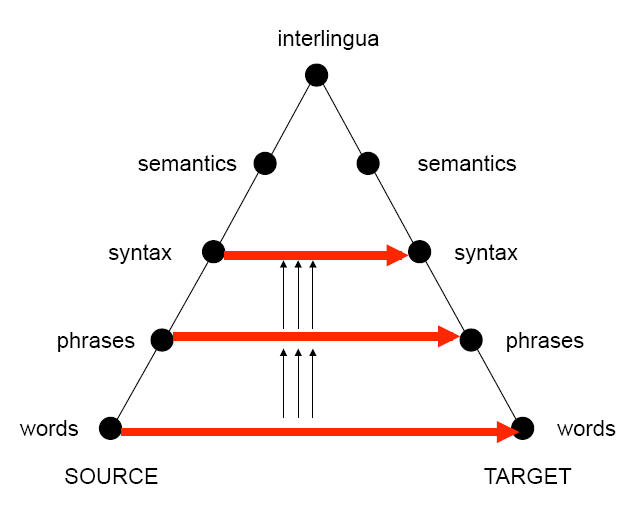 interlingua
semantics semantics
syntax syntax
phrases phrases
words words
SOURCE TARGET